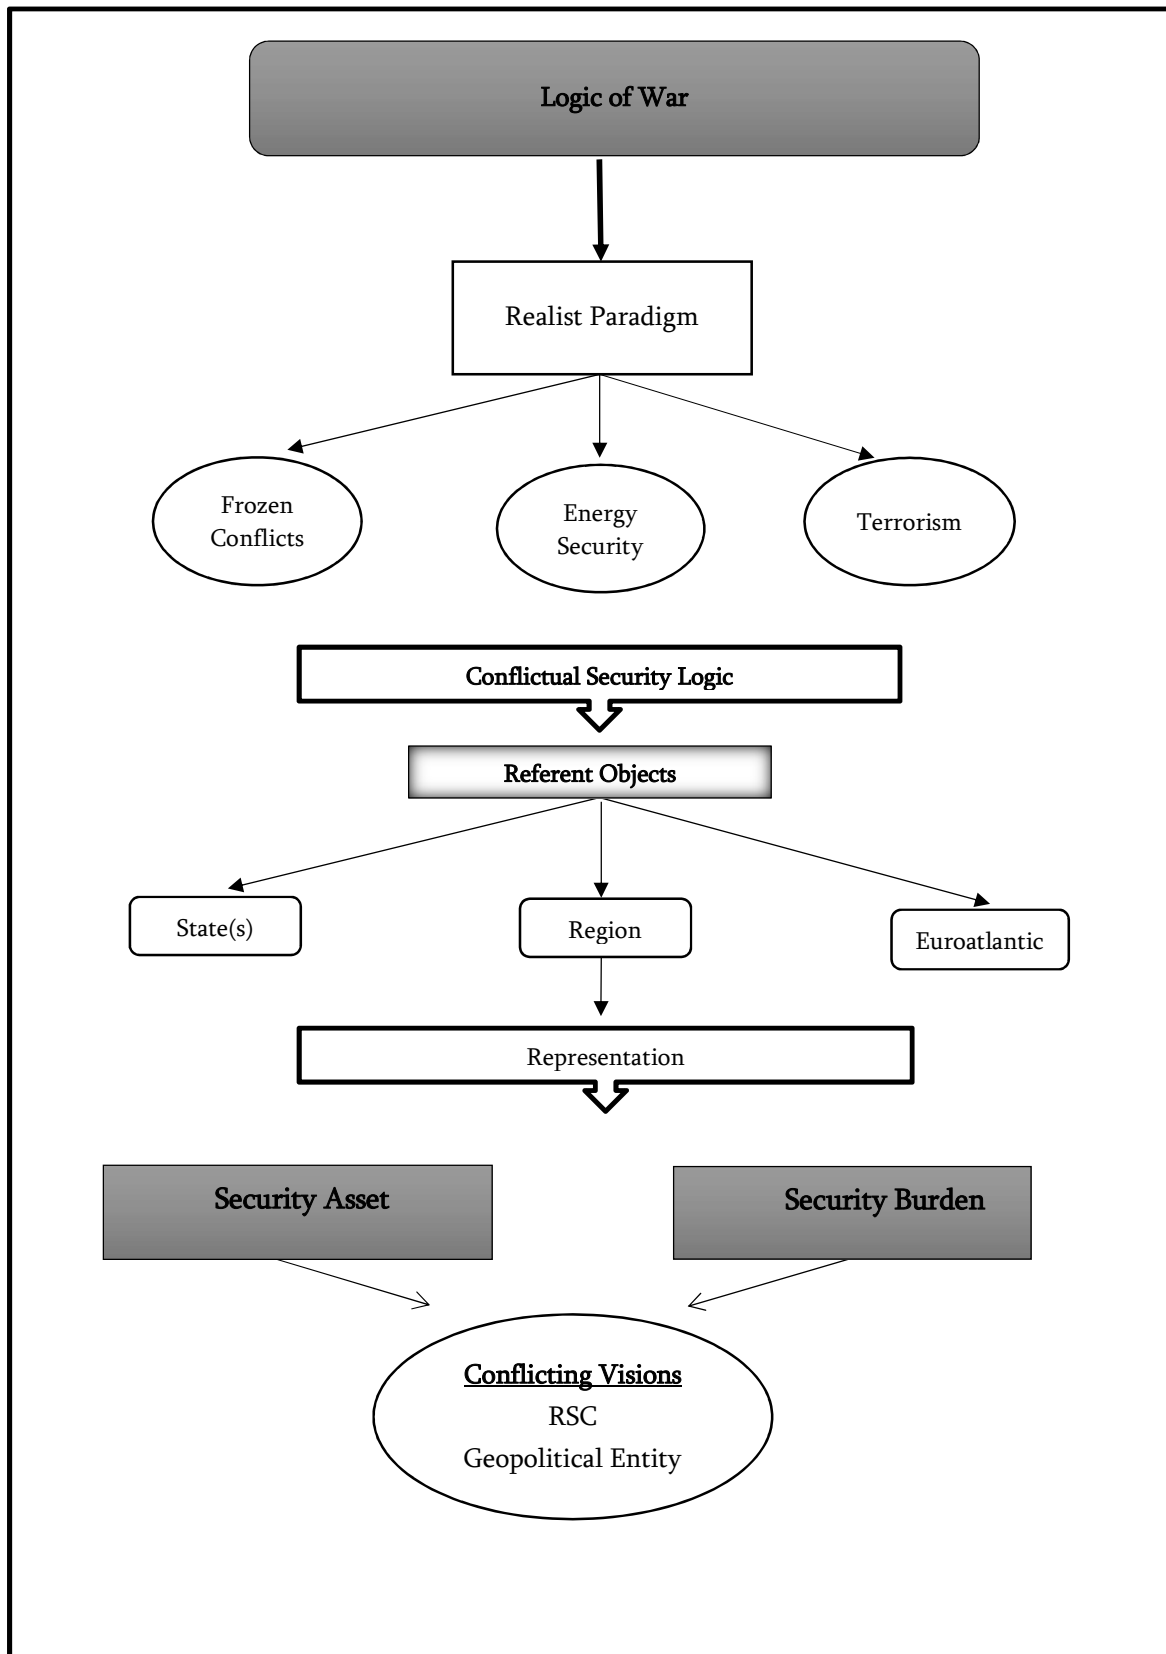 Logic of War
Realist Paradigm
Frozen
Conflicts
Energy
Security
Terrorism
Conflictual Security Logic
Referent Objects
State(s)
Region
Euroatlantic
Representation
Security Asset
Security Burden
Conflicting Visions
RSC
Geopolitical Entity